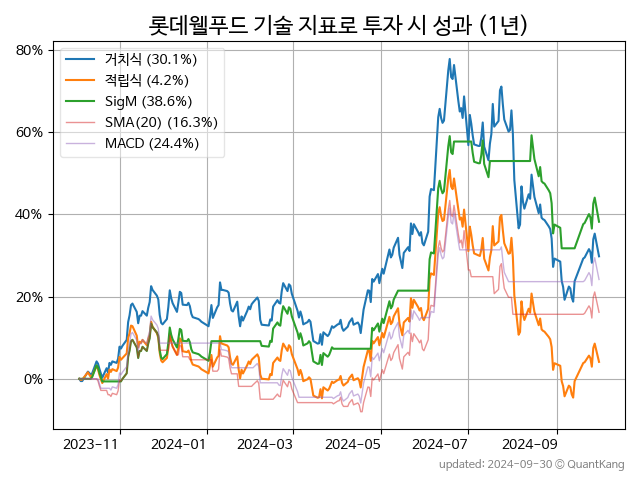 롯데웰푸드 기술 지표로 투자 시 성과 (1년)
80%
60%
40%
20%
0%
거치식 (30.1%)
적립식 (4.2%)
SigM (38.6%)
SMA(20) (16.3%)
MACD (24.4%)
2023-11
2024-01
2024-03
2024-05
2024-07
2024-09
updated: 2024-09-30 © QuantKang